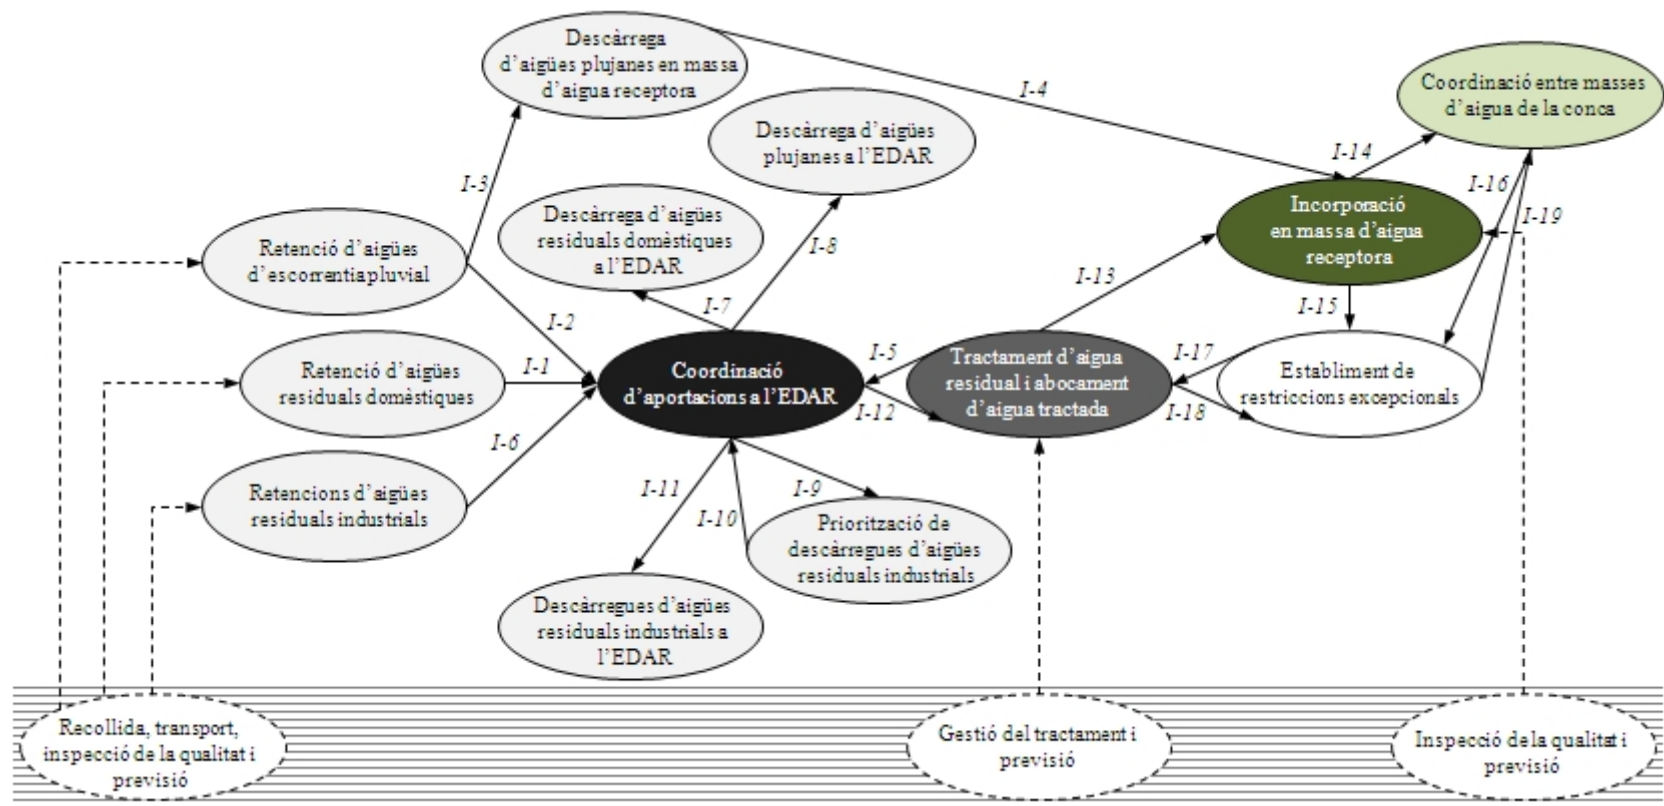 Descàrrega
d'aigües plujanes en massa
d'aigua receptora
I-4
Coordinació entre masses
d'aigua de la conca
Descàrrega d'aigües
plujanes a l'EDAR
I-14
I-3
I-16
Descàrrega d'aigües
residuals domèstiques
a l'EDAR
Incorporació
en massa d'aigua
receptora
I-19
Retenció d'aigües
d'escorrentia pluvial
I-8
I-13
I-7
I-15
I-2
Retenció d'aigües
residuals domèstiques
I-1
Coordinació
d'aportacions a l'EDAR
I-5
I-12
Tractament d'aigua
residual i abocament
d'aigua tractada
I-17
I-18
Establiment de
restriccions excepcionals
I-6
Retencions d'aigües
residuals industrials
I-11
I-10
I-9
Priorització de
descàrregues d'aigües
residuals industrials
Descàrregues d'aigües
residuals industrials a
l'EDAR
Recollida, transport,
inspecció de la qualitat i
previsió
Gestió del tractament i
previsió
Inspecció de la qualitat i
previsió